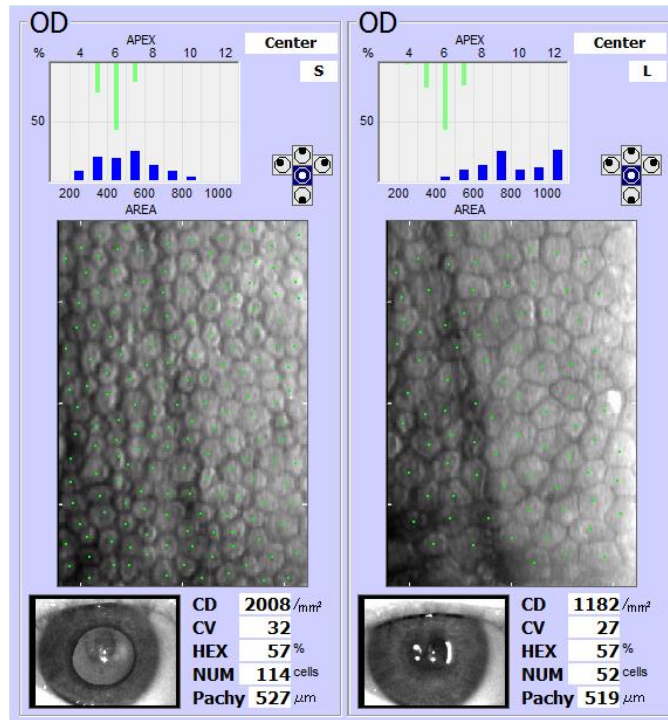 OD
APEX
4 6 8 10 12
Center
%
S
50
200 400 600 800 1000
AREA
CD 2008 /mm²
CV 32
HEX 57 %
NUM 114 cells
Pachy 527 µm
OD
APEX
4 6 8 10 12
Center
%
L
50
200 400 600 800 1000
AREA
CD 1182 /mm²
CV 27
HEX 57 %
NUM 52 cells
Pachy 519 µm